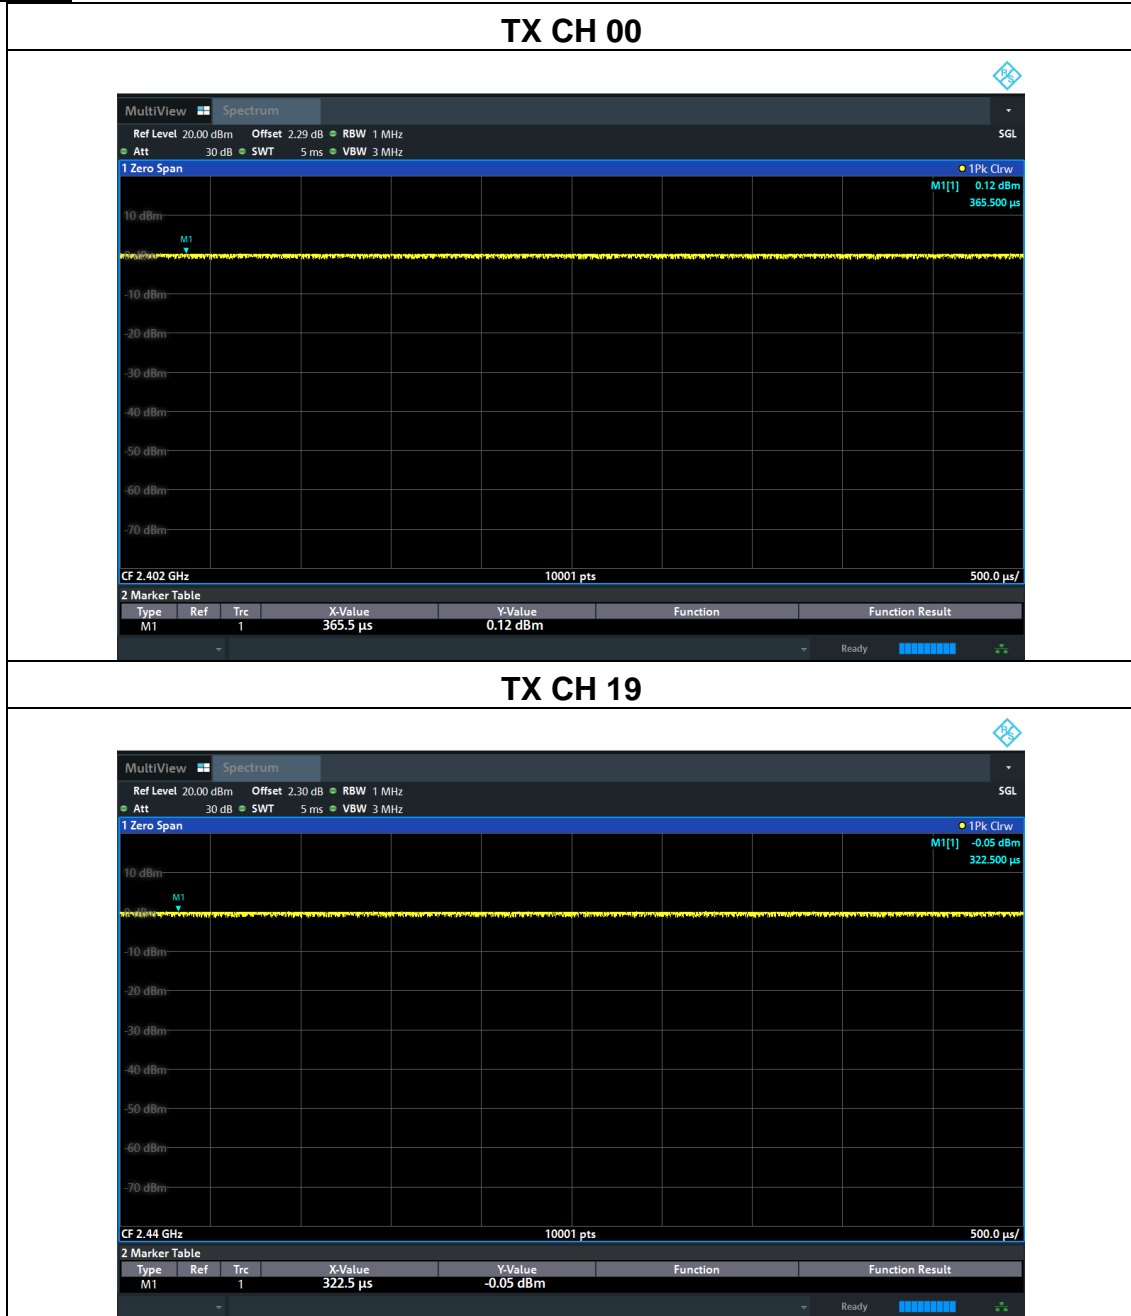 TX CH 00
R S
MultiView Spectrum
Ref Level 20.00 dBm Offset 2.29 dB RBW 1 MHz SGL
Att 30 dB SWT 5 ms VBW 3 MHz
1 Zero Span 1Pk Clrw
M1[1] 0.12 dBm
365.500 µs
10 dBm
M1
0 dBm
-10 dBm
-20 dBm
-30 dBm
-40 dBm
-50 dBm
-60 dBm
-70 dBm
CF 2.402 GHz 10001 pts 500.0 µs/
2 Marker Table
Type Ref Trc X-Value Y-Value Function Function Result
M1 1 365.5 µs 0.12 dBm
Ready
TX CH 19
R S
MultiView Spectrum
Ref Level 20.00 dBm Offset 2.30 dB RBW 1 MHz SGL
Att 30 dB SWT 5 ms VBW 3 MHz
1 Zero Span 1Pk Clrw
M1[1] -0.05 dBm
322.500 µs
10 dBm
M1
0 dBm
-10 dBm
-20 dBm
-30 dBm
-40 dBm
-50 dBm
-60 dBm
-70 dBm
CF 2.44 GHz 10001 pts 500.0 µs/
2 Marker Table
Type Ref Trc X-Value Y-Value Function Function Result
M1 1 322.5 µs -0.05 dBm
Ready